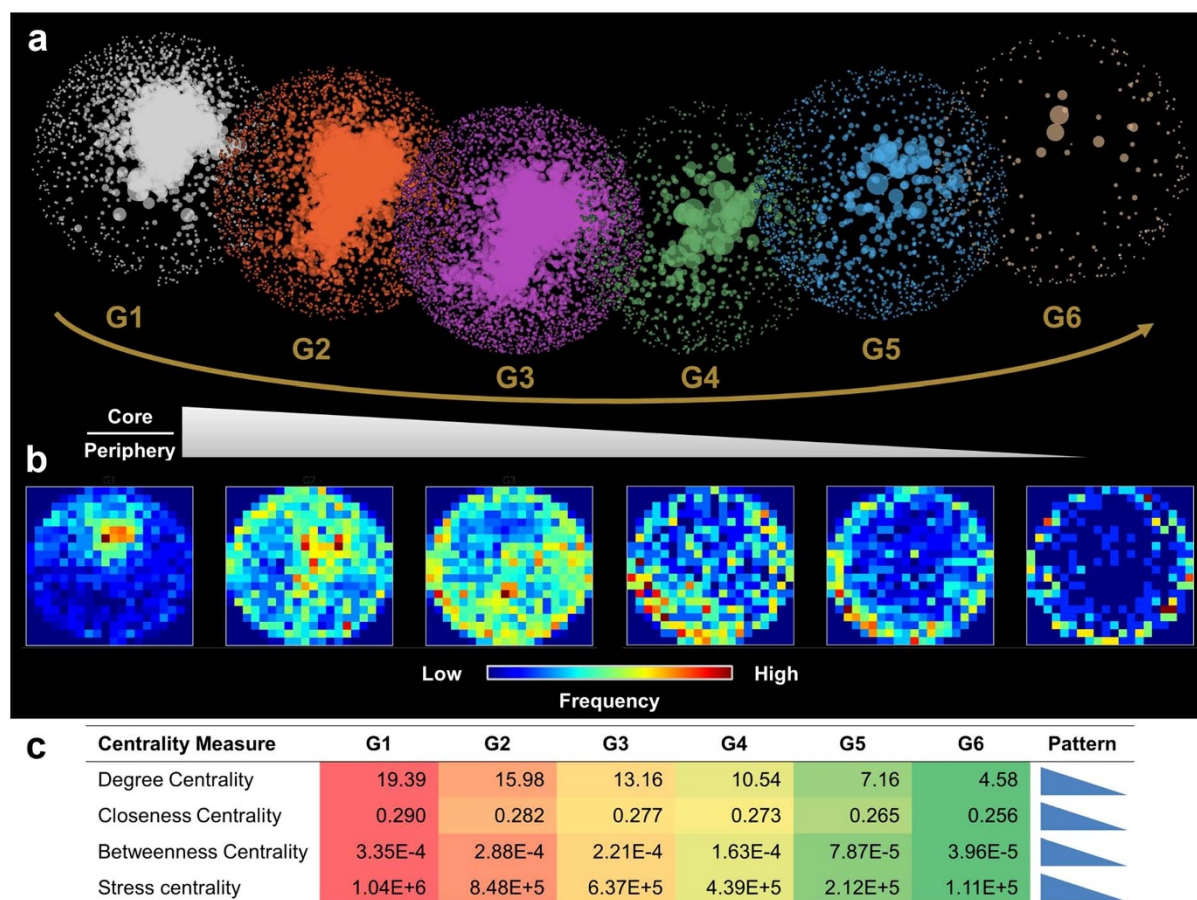 a
G1
G2
G3
G4
G5
G6
Core
Periphery
b
G2
G3
Low High
Frequency
c
Centrality Measure G1 G2 G3 G4 G5 G6 Pattern
Degree Centrality 19.39 15.98 13.16 10.54 7.16 4.58
Closeness Centrality 0.290 0.282 0.277 0.273 0.265 0.256
Betweenness Centrality 3.35E-4 2.88E-4 2.21E-4 1.63E-4 7.87E-5 3.96E-5
Stress centrality 1.04E+6 8.48E+5 6.37E+5 4.39E+5 2.12E+5 1.11E+5